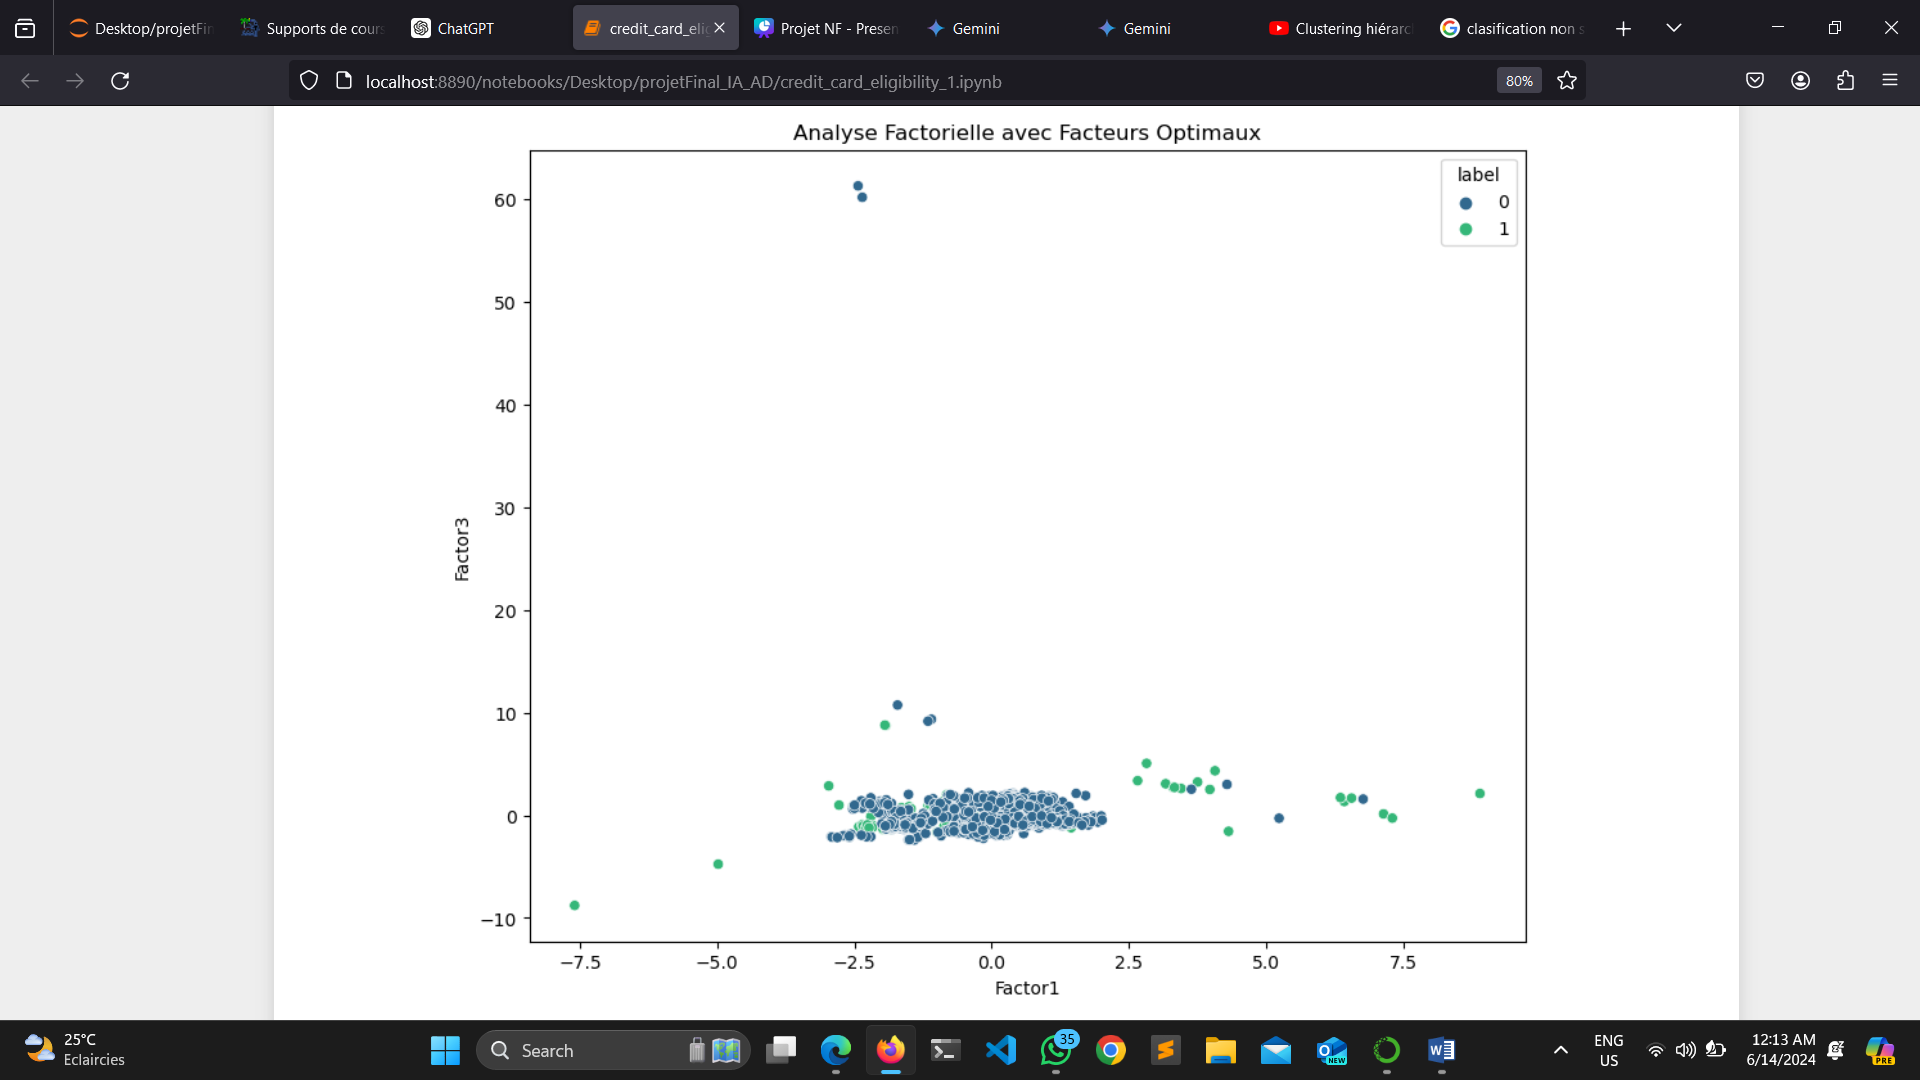 Desktop/projetFin
Supports de cours
ChatGPT
credit_card_elig
Projet NF - Presen
Gemini
Gemini
Clustering hiérarc
clasification non s
localhost:8890/notebooks/Desktop/projetFinal_IA_AD/credit_card_eligibility_1.ipynb
80%
Analyse Factorielle avec Facteurs Optimaux
label
0
1
60
50
40
30
20
10
0
−10
Factor3
−7.5
−5.0
−2.5
0.0
2.5
5.0
7.5
Factor1
25°C
Eclaircies
Search
NEW
35
ENG
US
12:13 AM
6/14/2024
PRE